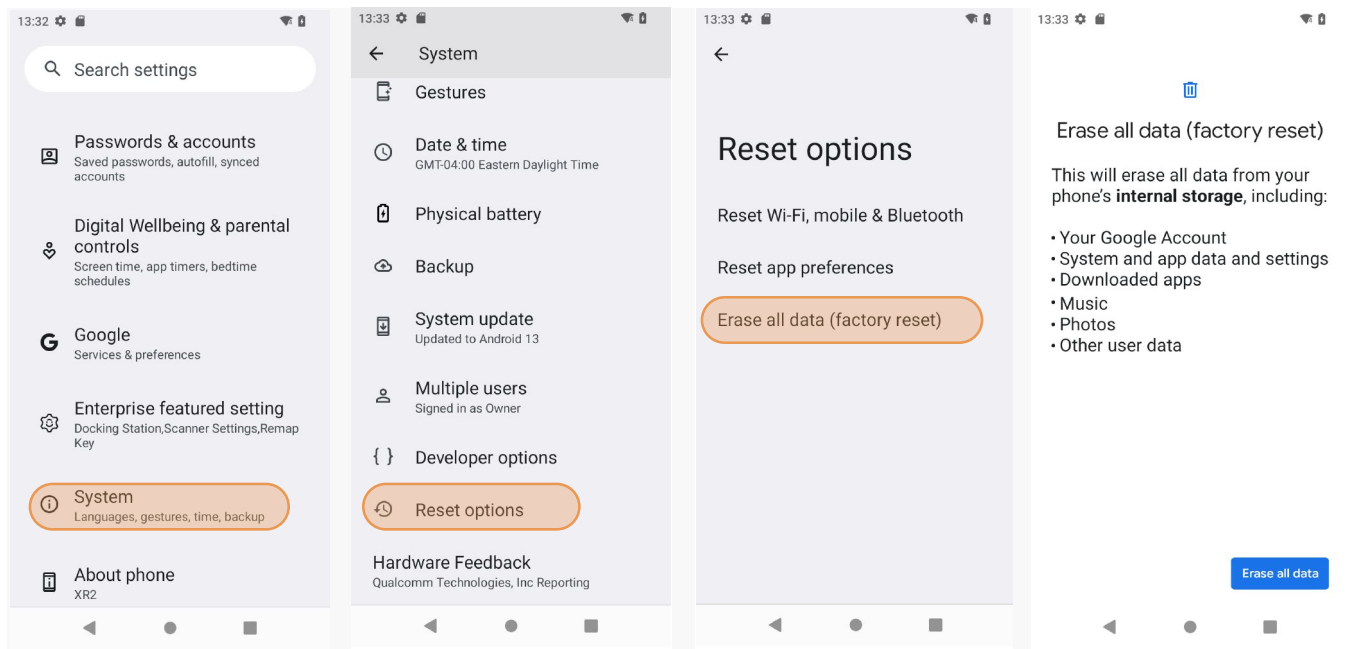 13:32
Search settings
Passwords & accounts
Saved passwords, autofill, synced
accounts
Digital Wellbeing & parental
controls
Screen time, app timers, bedtime
schedules
Google
Services & preferences
Enterprise featured setting
Docking Station,Scanner Settings,Remap
Key
System
Languages, gestures, time, backup
About phone
XR2
13:33
System
Gestures
Date & time
GMT-04:00 Eastern Daylight Time
Physical battery
Backup
System update
Updated to Android 13
Multiple users
Signed in as Owner
{ } Developer options
Reset options
Hardware Feedback
Qualcomm Technologies, Inc Reporting
13:33
Reset options
Reset Wi-Fi, mobile & Bluetooth
Reset app preferences
Erase all data (factory reset)
13:33
Erase all data (factory reset)
This will erase all data from your
phone’s internal storage, including:
• Your Google Account
• System and app data and settings
• Downloaded apps
• Music
• Photos
• Other user data
Erase all data